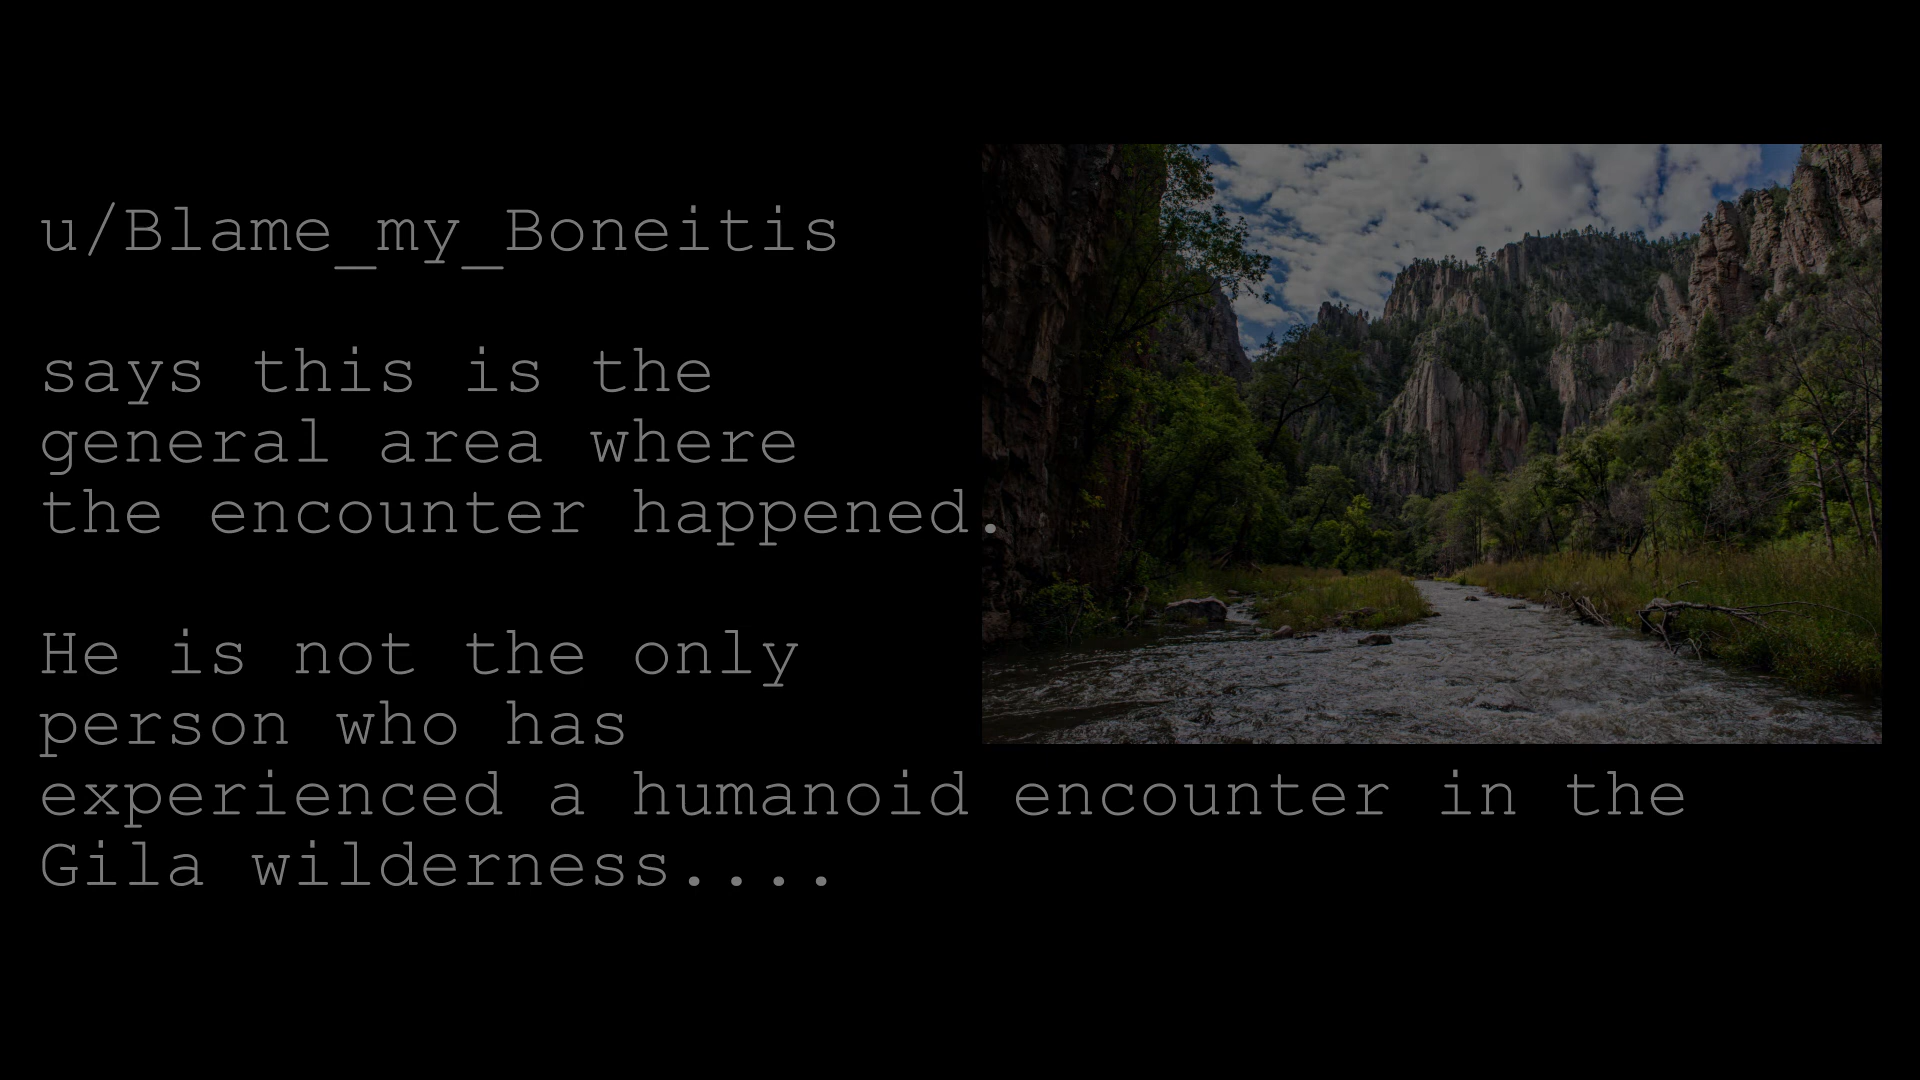 u/Blame_my_Boneitis
says this is the
general area where
the encounter happened.
He is not the only
person who has
experienced a humanoid encounter in the
Gila wilderness....